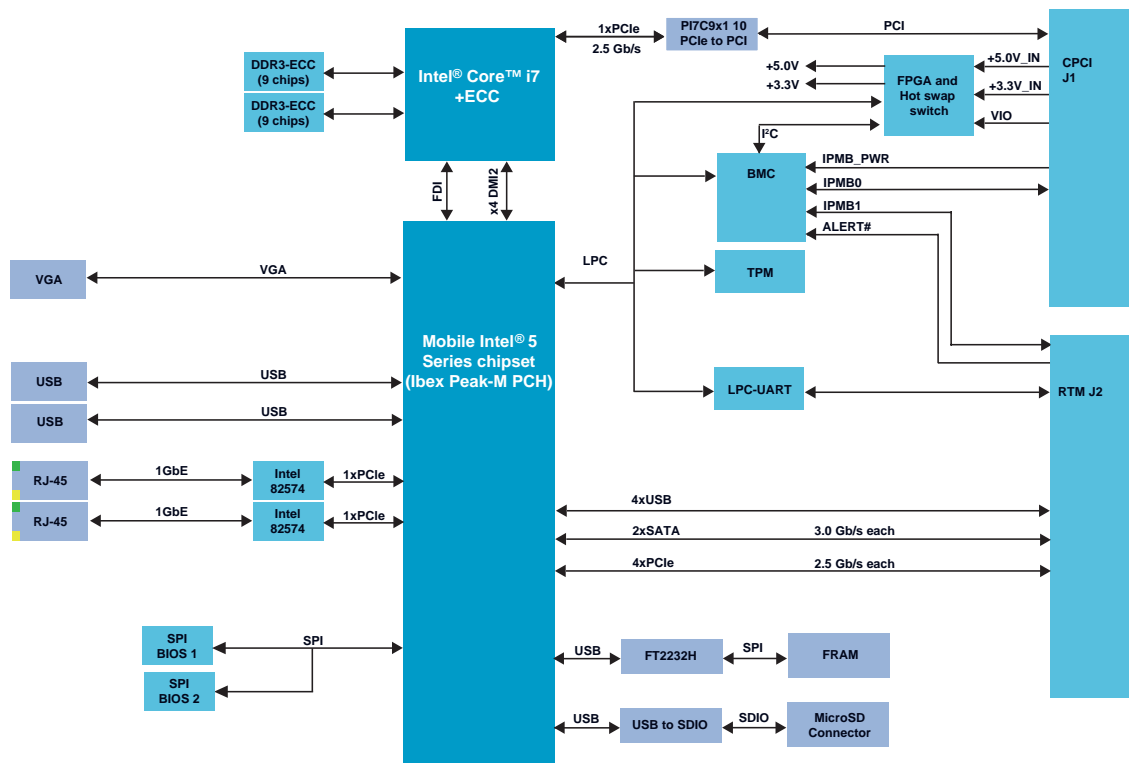 1xPCIe
2.5 Gb/s
PI7C9x1 10
PCIe to PCI
PCI
CPCI
J1
Intel® Core™ i7
+ECC
DDR3-ECC
(9 chips)
DDR3-ECC
(9 chips)
+5.0V
+3.3V
FPGA and
Hot swap
switch
+5.0V_IN
+3.3V_IN
VIO
I²C
BMC
IPMB_PWR
IPMB0
IPMB1
ALERT#
FDI
x4 DMI2
LPC
TPM
VGA
VGA
Mobile Intel® 5
Series chipset
(Ibex Peak-M PCH)
USB
USB
USB
USB
LPC-UART
RTM J2
RJ-45
1GbE
Intel
82574
1xPCIe
RJ-45
1GbE
Intel
82574
1xPCIe
4xUSB
2xSATA
3.0 Gb/s each
4xPCIe
2.5 Gb/s each
SPI
BIOS 1
SPI
SPI
BIOS 2
USB
FT2232H
SPI
FRAM
USB
USB to SDIO
SDIO
MicroSD
Connector